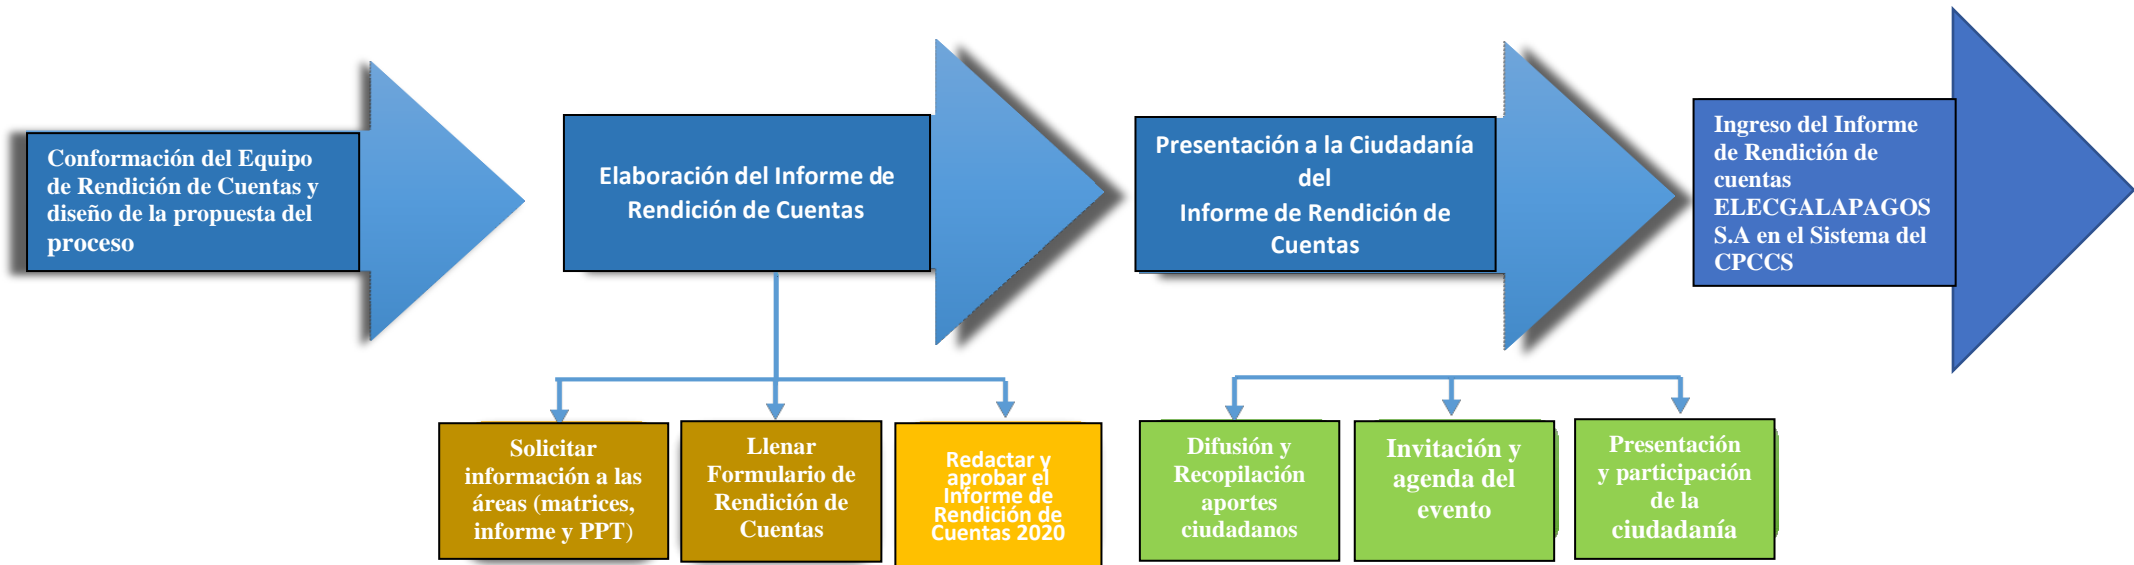 Conformación del Equipo
de Rendición de Cuentas y
diseño de la propuesta del
proceso
Elaboración del Informe de
Rendición de Cuentas
Presentación a la Ciudadanía
del
Informe de Rendición de
Cuentas
Ingreso del Informe
de Rendición de
cuentas
ELECGALAPAGOS
S.A en el Sistema del
CPCCS
Solicitar
información a las
áreas (matrices,
informe y PPT)
Llenar
Formulario de
Rendición de
Cuentas
Redactar y
aprobar el
Informe de
Rendición de
Cuentas 2020
Difusión y
Recopilación
aportes
ciudadanos
Invitación y
agenda del
evento
Presentación
y participación
de la
ciudadanía